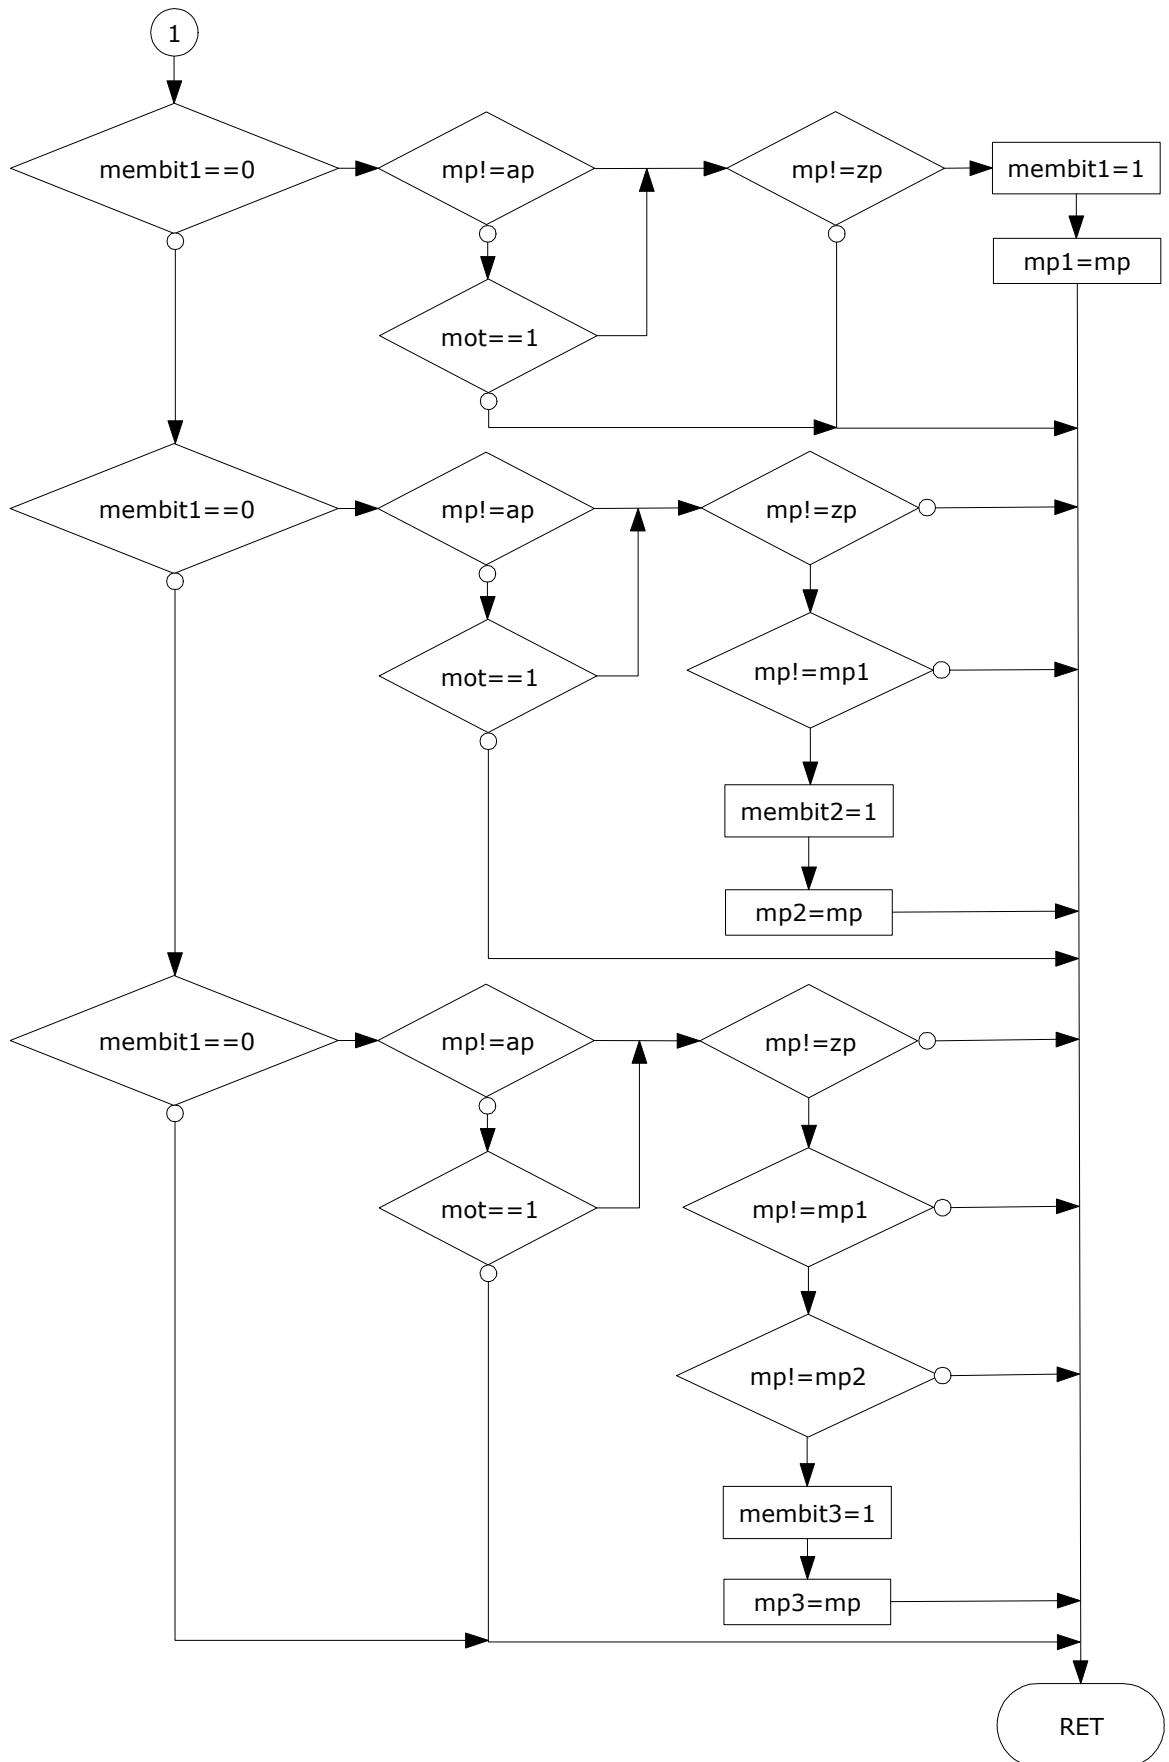 1
membit1==0
mp!=ap
mp!=zp
membit1=1
mp1=mp
mot==1
membit1==0
mp!=ap
mp!=zp
mot==1
mp!=mp1
membit2=1
mp2=mp
membit1==0
mp!=ap
mp!=zp
mot==1
mp!=mp1
mp!=mp2
membit3=1
mp3=mp
RET